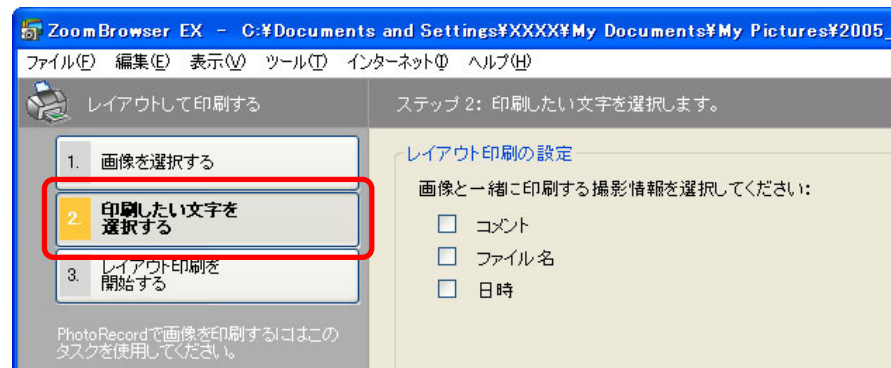 ZoomBrowser EX - C:¥Documents and Settings¥XXXX¥My Documents¥My Pictures¥2005_
ファイル(F) 編集(E) 表示(V) ツール(T) インターネット(I) ヘルプ(H)
レイアウトして印刷する
ステップ 2: 印刷したい文字を選択します。
1. 画像を選択する
2. 印刷したい文字を
選択する
3. レイアウト印刷を
開始する
PhotoRecordで画像を印刷するにはこの
タスクを使用してください。
レイアウト印刷の設定
画像と一緒に印刷する撮影情報を選択してください:
コメント
ファイル名
日時